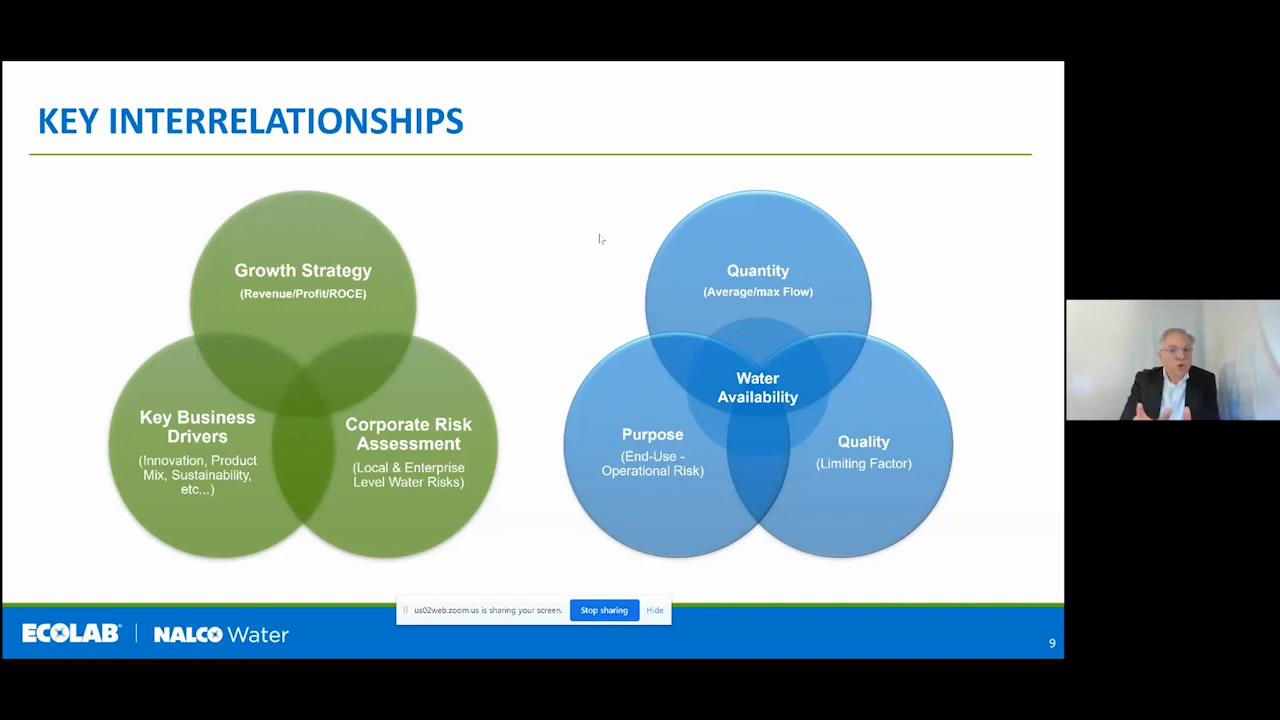 KEY INTERRELATIONSHIPS
Growth Strategy
(Revenue/Profit/ROCE)
Key Business
Drivers
(Innovation, Product
Mix, Sustainability,
etc...)
Corporate Risk
Assessment
(Local & Enterprise
Level Water Risks)
Quantity
(Average/max Flow)
Water
Availability
Purpose
(End-Use -
Operational Risk)
Quality
(Limiting Factor)
us02web.zoom.us is sharing your screen.
Stop sharing
Hide
ECOLAB®
NALCO Water
9